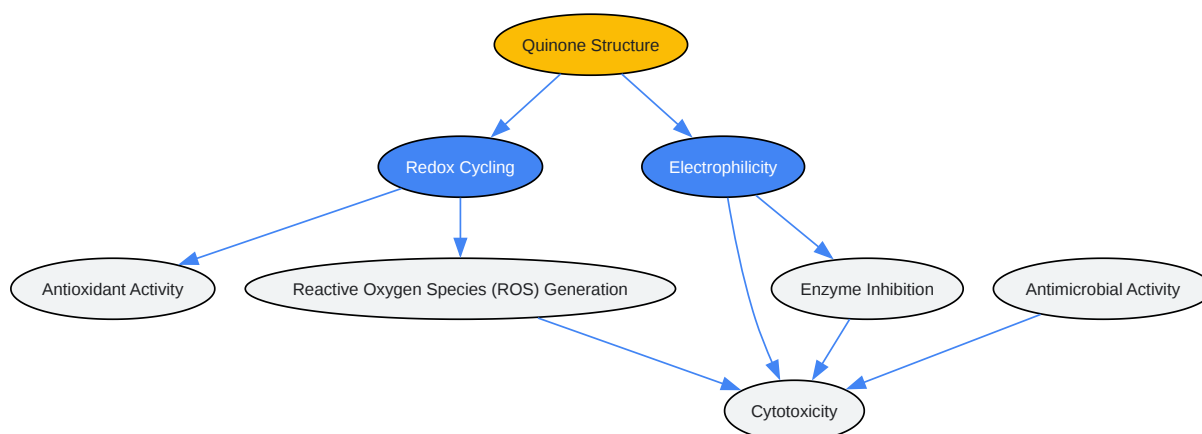 Quinone Structure
Redox Cycling
Electrophilicity
Antioxidant Activity
Reactive Oxygen Species (ROS) Generation
Enzyme Inhibition
Antimicrobial Activity
Cytotoxicity